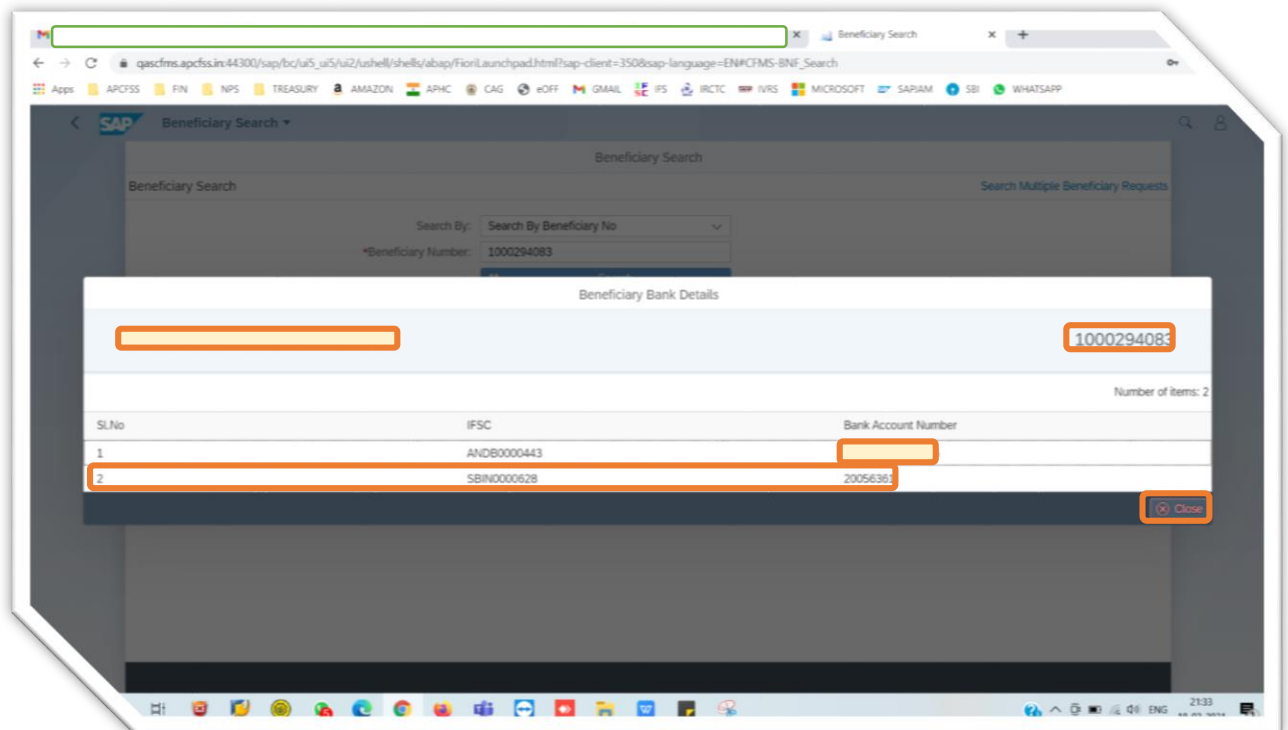 Beneficiary Search
qascfms.apcfss.in:44300/sap/bc/ui5_ui5/ui2/ushell/shells/abap/FioriLaunchpad.html?sap-client=350&sap-language=EN#CFMS-BNF_Search
Apps APCFSS FIN NPS TREASURY AMAZON APHC CAG eOFF GMAIL IFS IRCTC IVRS MICROSOFT SAPJAM SBI WHATSAPP
SAP Beneficiary Search
Beneficiary Search
Beneficiary Search Search Multiple Beneficiary Requests
Search By: Search By Beneficiary No
*Beneficiary Number: 1000294083
Beneficiary Bank Details
1000294083
Number of items: 2
Sl.No IFSC Bank Account Number
1 ANDB0000443
2 SBIN0000628 20056361
Close
ENG 21:33